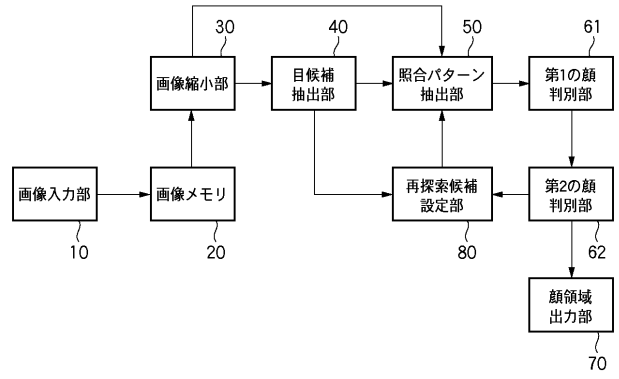 30
40
50
61
画像縮小部
目候補
抽出部
照合パターン
抽出部
第1の顔
判別部
画像入力部
画像メモリ
再探索候補
設定部
第2の顔
判別部
10
20
80
62
顔領域
出力部
70